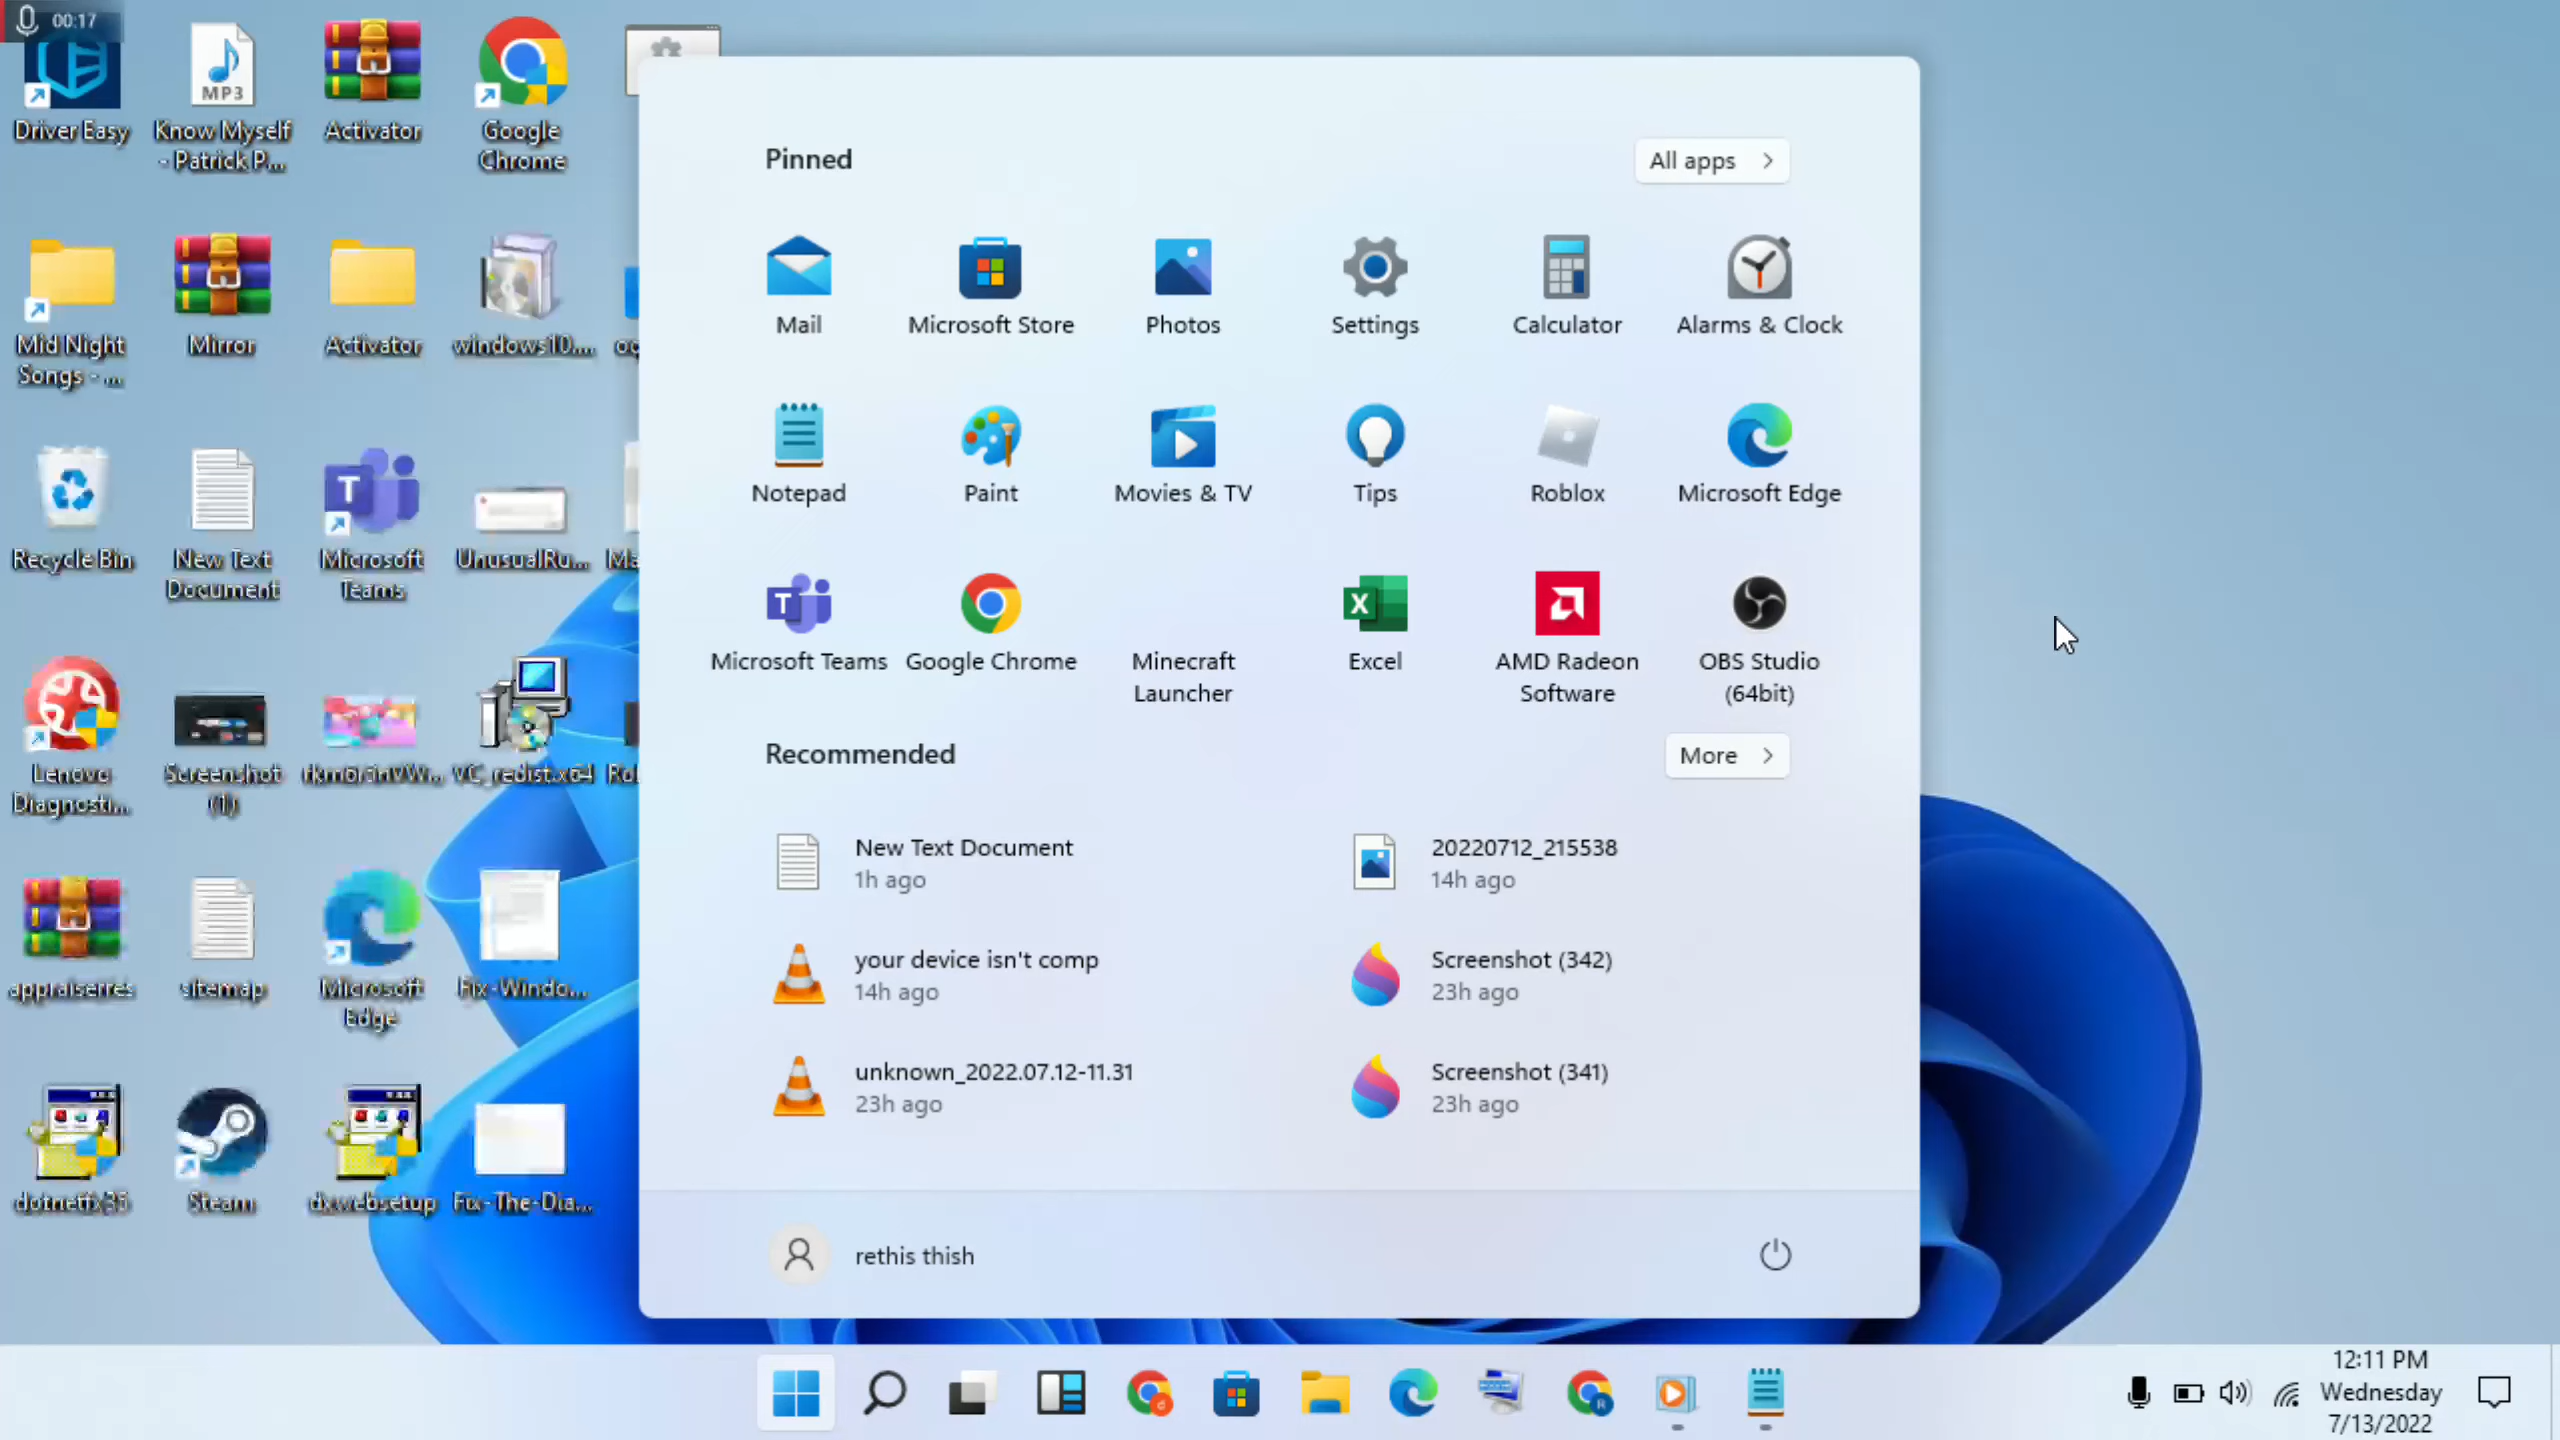 00:17
MP3
Driver Easy
Know Myself
- Patrick P...
Activator
Google
Chrome
Mid Night
Songs - ...
Mirror
Activator
windows10....
Recycle Bin
New Text
Document
Microsoft
Teams
UnusualRu...
Lenovo
Diagnosti...
Screenshot
(1)
VC_redist.x64
appraiserres
sitemap
Microsoft
Edge
Fix-Windo...
dotnetfx35
Steam
dxwebsetup
Fix-The-Dia...
Pinned
All apps
Mail
Microsoft Store
Photos
Settings
Calculator
Alarms & Clock
Notepad
Paint
Movies & TV
Tips
Roblox
Microsoft Edge
Microsoft Teams
Google Chrome
Minecraft
Launcher
Excel
AMD Radeon
Software
OBS Studio
(64bit)
Recommended
More
New Text Document
1h ago
20220712_215538
14h ago
your device isn't comp
14h ago
Screenshot (342)
23h ago
unknown_2022.07.12-11.31
23h ago
Screenshot (341)
23h ago
rethis thish
12:11 PM
Wednesday
7/13/2022